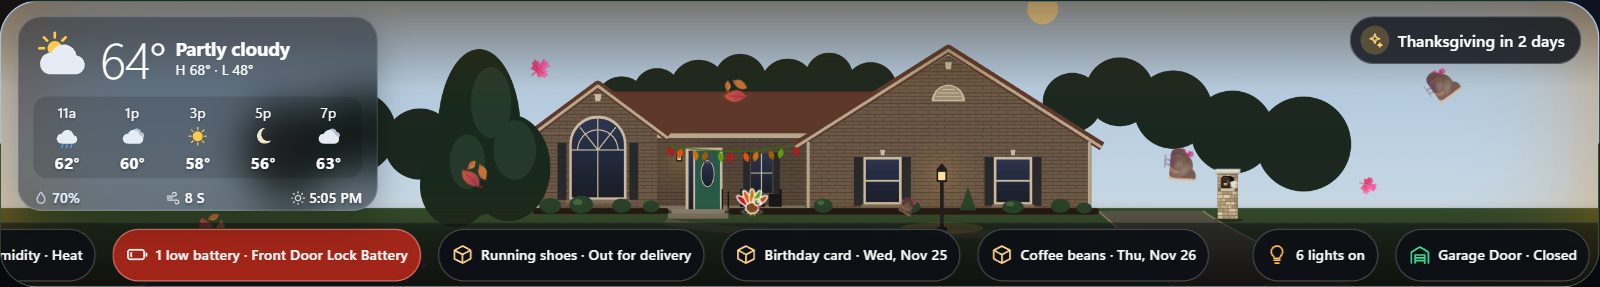 64° Partly cloudy
H 68° · L 48°
11a 1p 3p 5p 7p
62° 60° 58° 56° 63°
70% 8 S 5:05 PM
Thanksgiving in 2 days
midity · Heat
1 low battery · Front Door Lock Battery
Running shoes · Out for delivery
Birthday card · Wed, Nov 25
Coffee beans · Thu, Nov 26
6 lights on
Garage Door · Closed